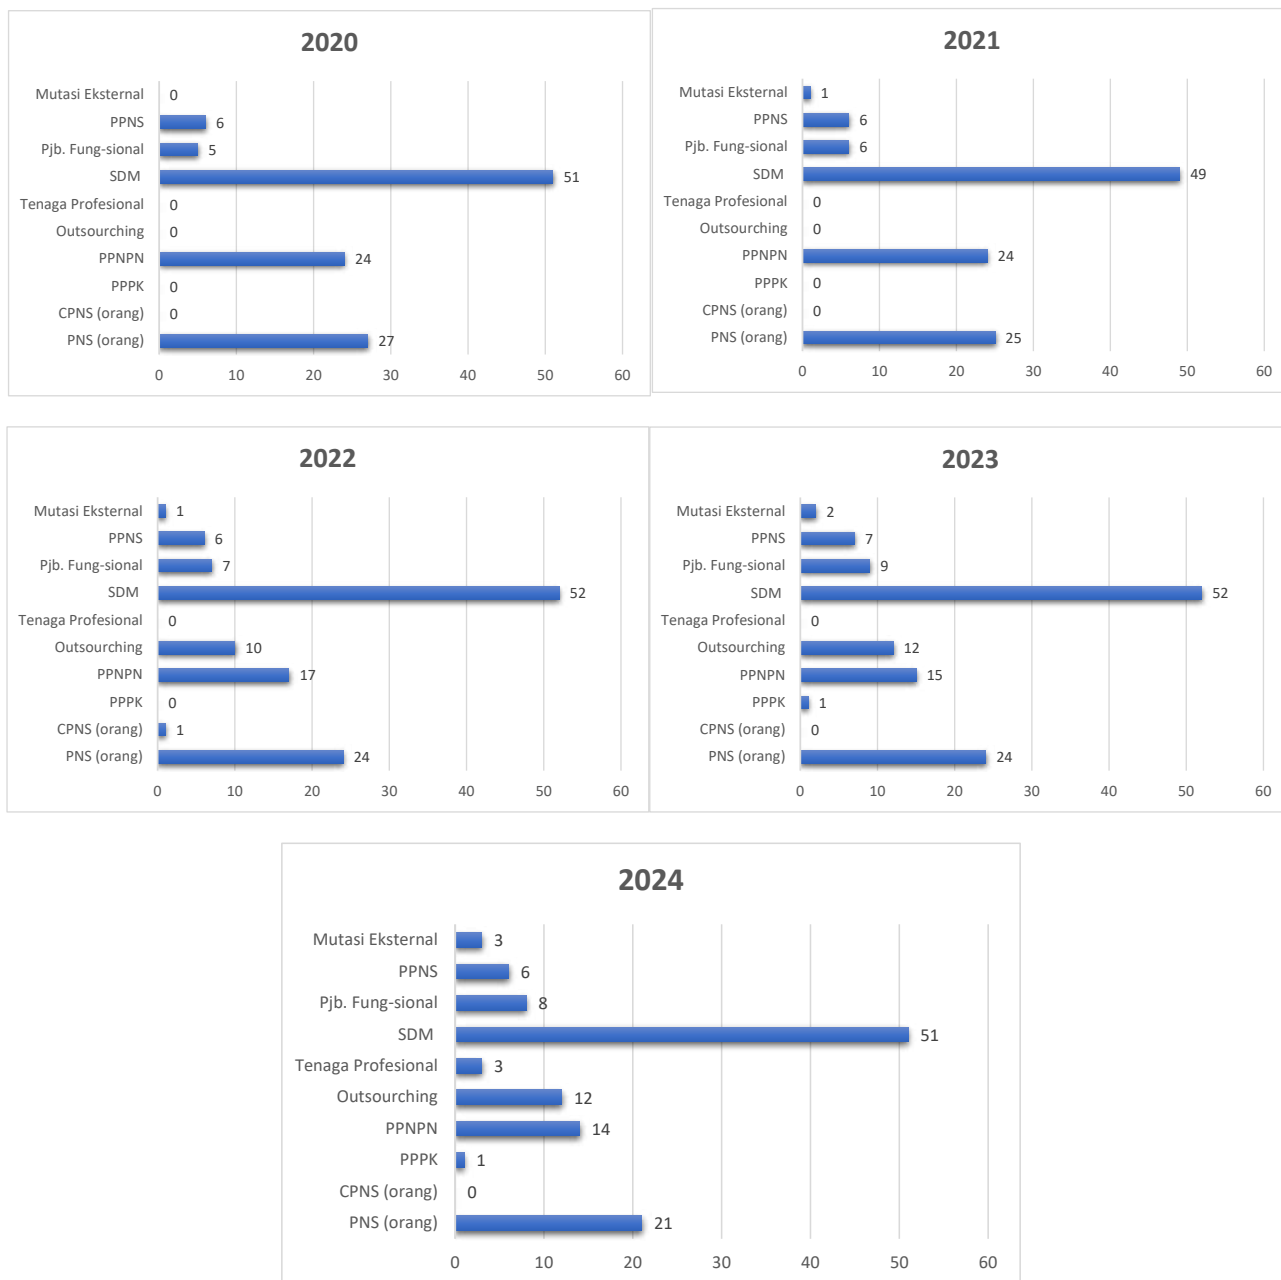 2020
Mutasi Eksternal 0
PPNS 6
Pjb. Fung-sional 5
SDM 51
Tenaga Profesional 0
Outsourching 0
PPNPN 24
PPPK 0
CPNS (orang) 0
PNS (orang) 27
0 10 20 30 40 50 60
2021
Mutasi Eksternal 1
PPNS 6
Pjb. Fung-sional 6
SDM 49
Tenaga Profesional 0
Outsourching 0
PPNPN 24
PPPK 0
CPNS (orang) 0
PNS (orang) 25
0 10 20 30 40 50 60
2022
Mutasi Eksternal 1
PPNS 6
Pjb. Fung-sional 7
SDM 52
Tenaga Profesional 0
Outsourching 10
PPNPN 17
PPPK 0
CPNS (orang) 1
PNS (orang) 24
0 10 20 30 40 50 60
2023
Mutasi Eksternal 2
PPNS 7
Pjb. Fung-sional 9
SDM 52
Tenaga Profesional 0
Outsourching 12
PPNPN 15
PPPK 1
CPNS (orang) 0
PNS (orang) 24
0 10 20 30 40 50 60
2024
Mutasi Eksternal 3
PPNS 6
Pjb. Fung-sional 8
SDM 51
Tenaga Profesional 3
Outsourching 12
PPNPN 14
PPPK 1
CPNS (orang) 0
PNS (orang) 21
0 10 20 30 40 50 60